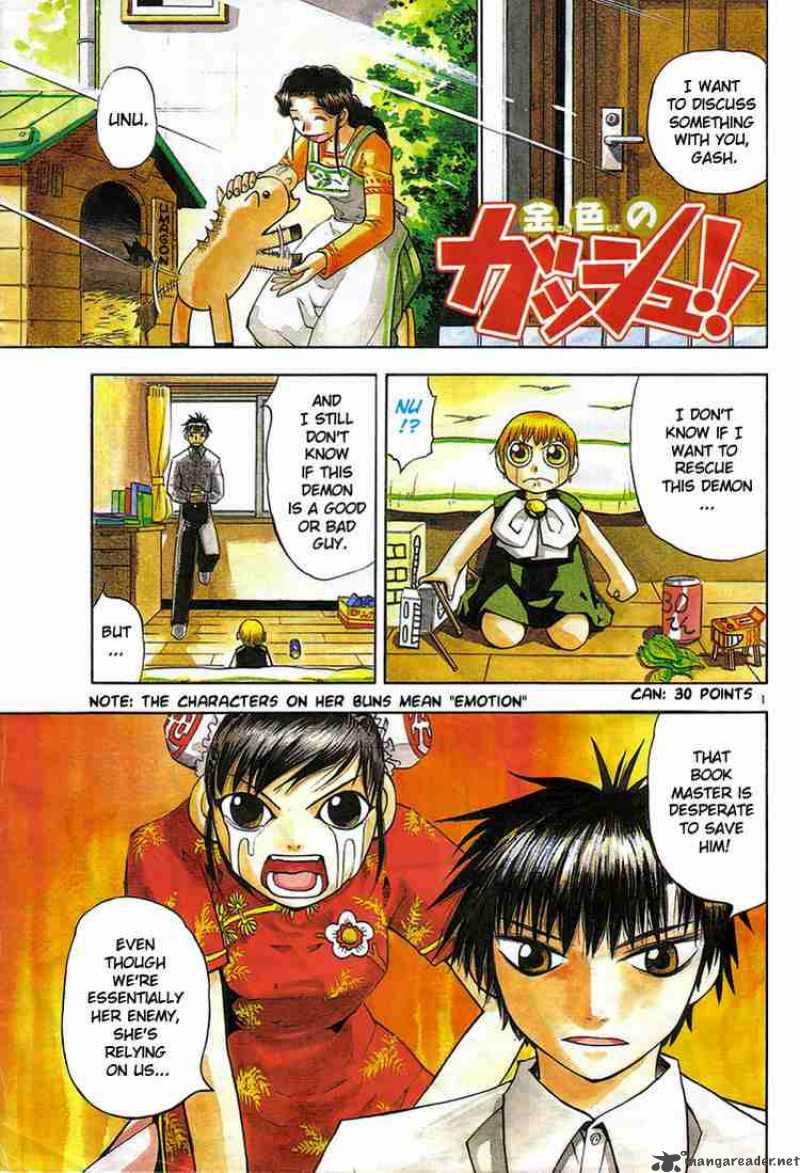 I WANT
TO DISCUSS
SOMETHING
WITH YOU,
GASH.
UNU.
UMAGON
金色の
ガッシュ!!
I DON'T
KNOW IF I
WANT TO
RESCUE
THIS DEMON
...
NU
!?
30
AND
I STILL
DON'T
KNOW
IF THIS
DEMON
IS A GOOD
OR BAD
GUY.
BUT
...
CAN: 30 POINTS
1
NOTE: THE CHARACTERS ON HER BUNS MEAN "EMOTION"
THAT
BOOK
MASTER IS
DESPERATE
TO SAVE
HIM!
EVEN
THOUGH
WE'RE
ESSENTIALLY
HER ENEMY,
SHE'S
RELYING
ON US...
mangareader.net